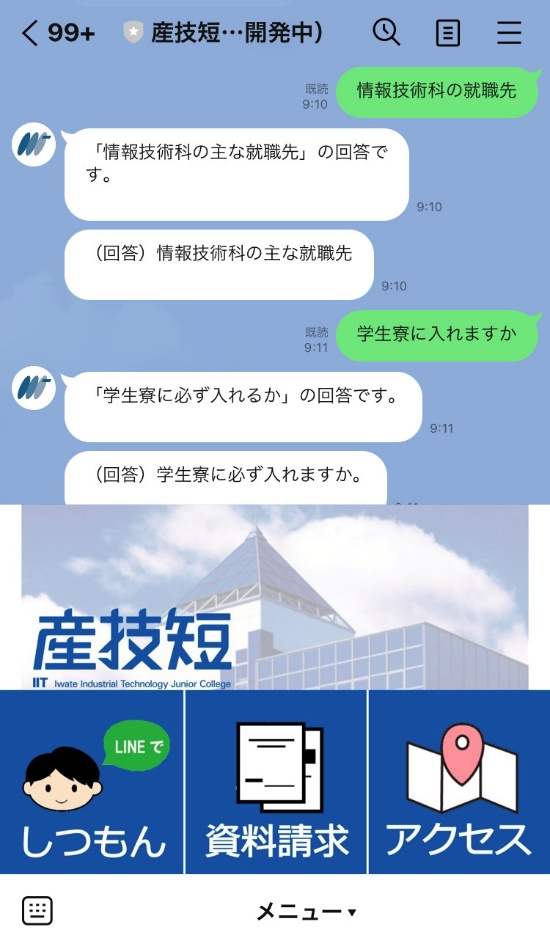 99+ 産技短…開発中）
情報技術科の就職先
既読
9:10
「情報技術科の主な就職先」の回答で
す。
9:10
（回答）情報技術科の主な就職先
9:10
学生寮に入れますか
既読
9:11
「学生寮に必ず入れるか」の回答です。
9:11
（回答）学生寮に必ず入れますか。
産技短
IIT Iwate Industrial Technology Junior College
LINE で
しつもん
資料請求
アクセス
メニュー▾